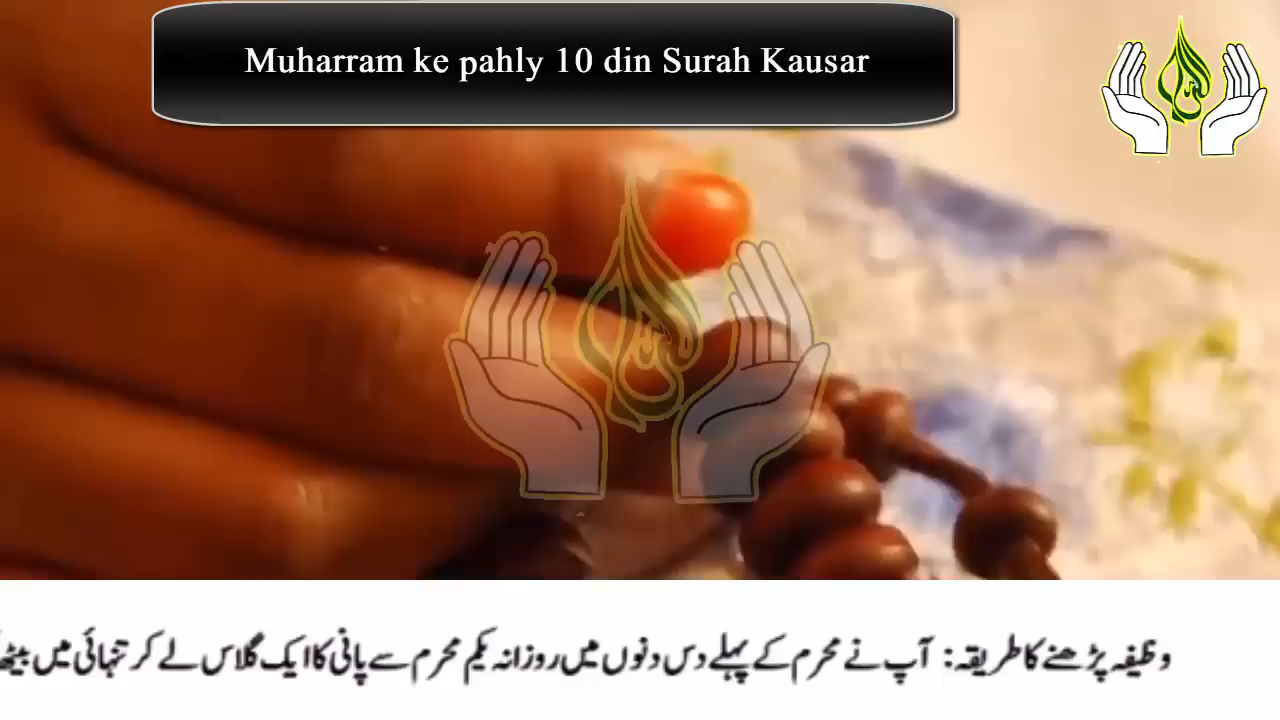 Muharram ke pahly 10 din Surah Kausar
وظیفہ پڑھنے کا طریقہ: آپ نے محرم کے پہلے دس دنوں میں روزانہ یکم محرم سے پانی کا ایک گلاس لے کر تنہائی میں بیٹھ